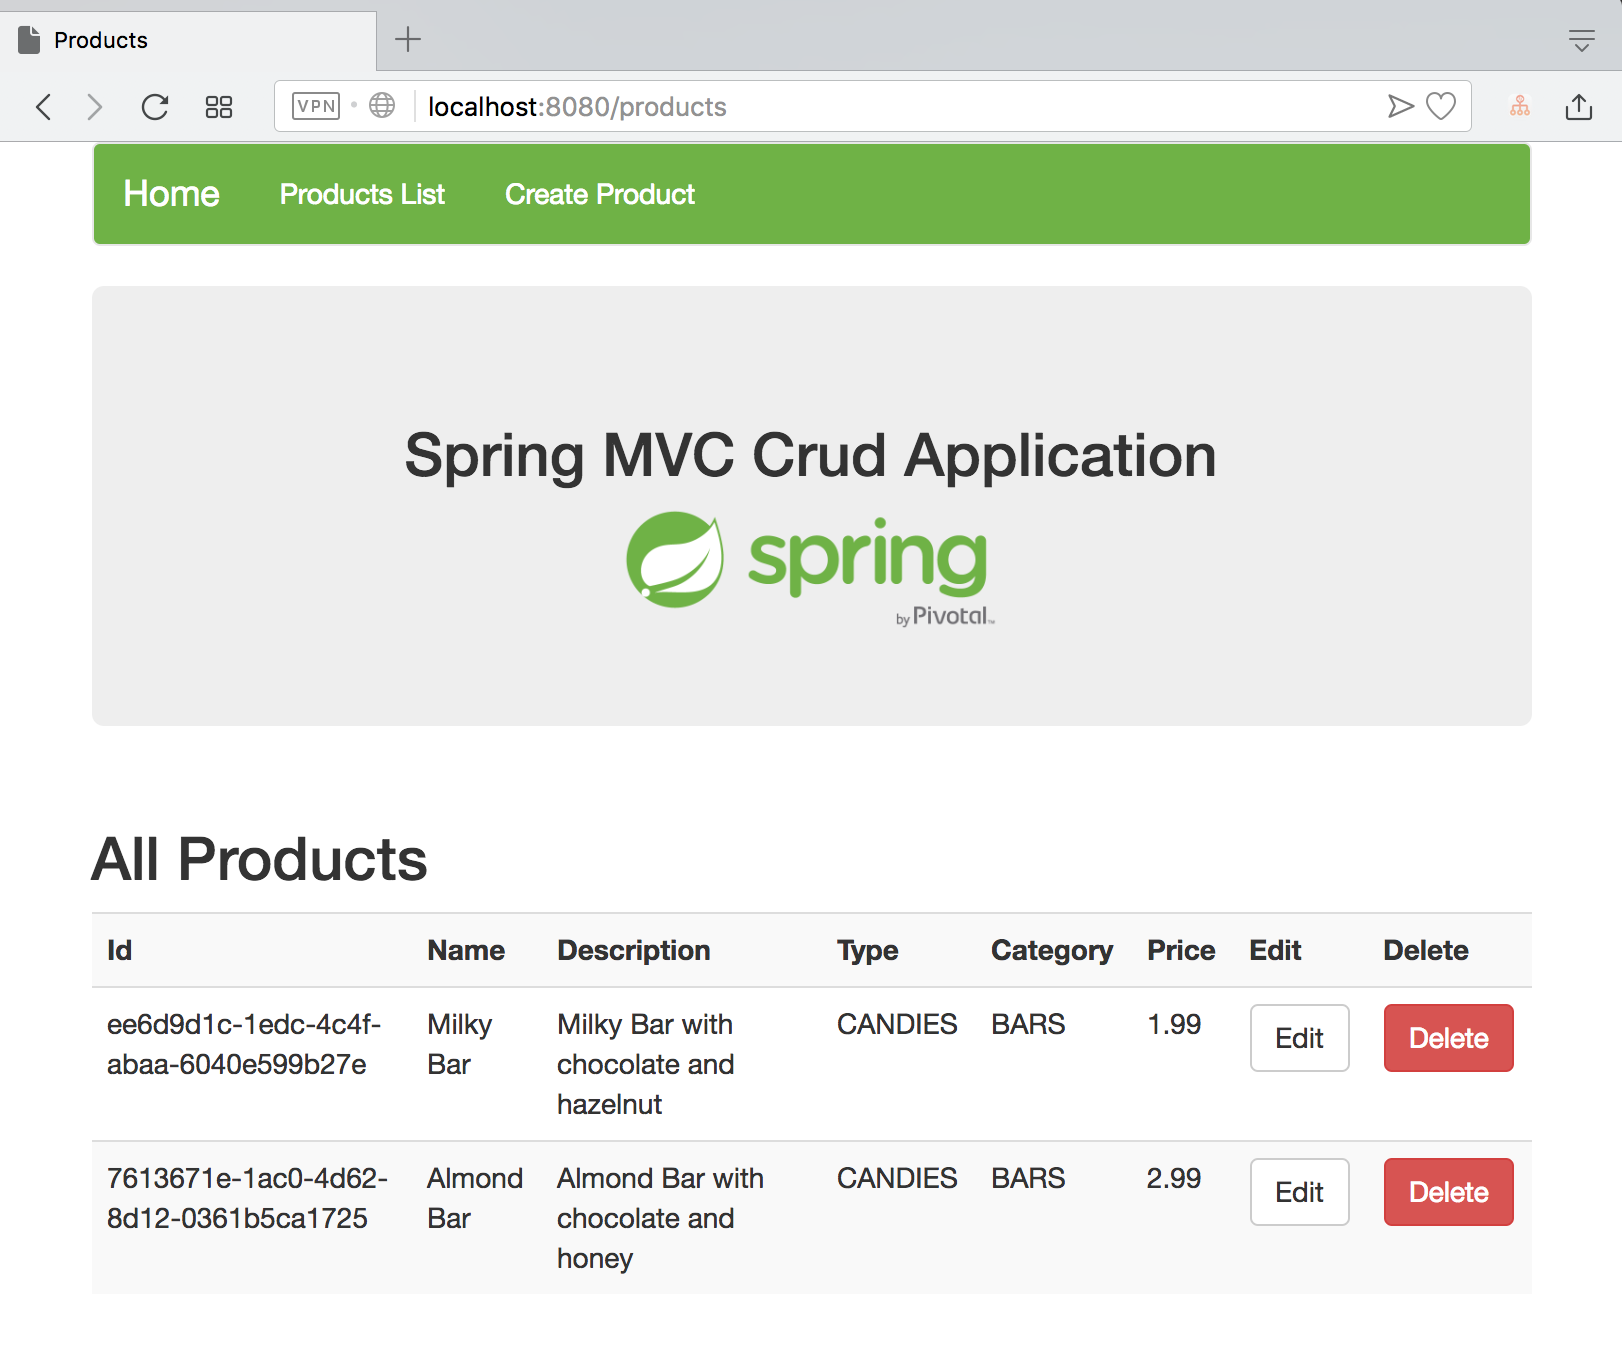 Products
VPN localhost:8080/products
Home Products List Create Product
Spring MVC Crud Application
spring
by Pivotal™
All Products
Id Name Description Type Category Price Edit Delete
ee6d9d1c-1edc-4c4f- Milky Milky Bar with CANDIES BARS 1.99 Edit Delete
abaa-6040e599b27e Bar chocolate and
hazelnut
7613671e-1ac0-4d62- Almond Almond Bar with CANDIES BARS 2.99 Edit Delete
8d12-0361b5ca1725 Bar chocolate and
honey